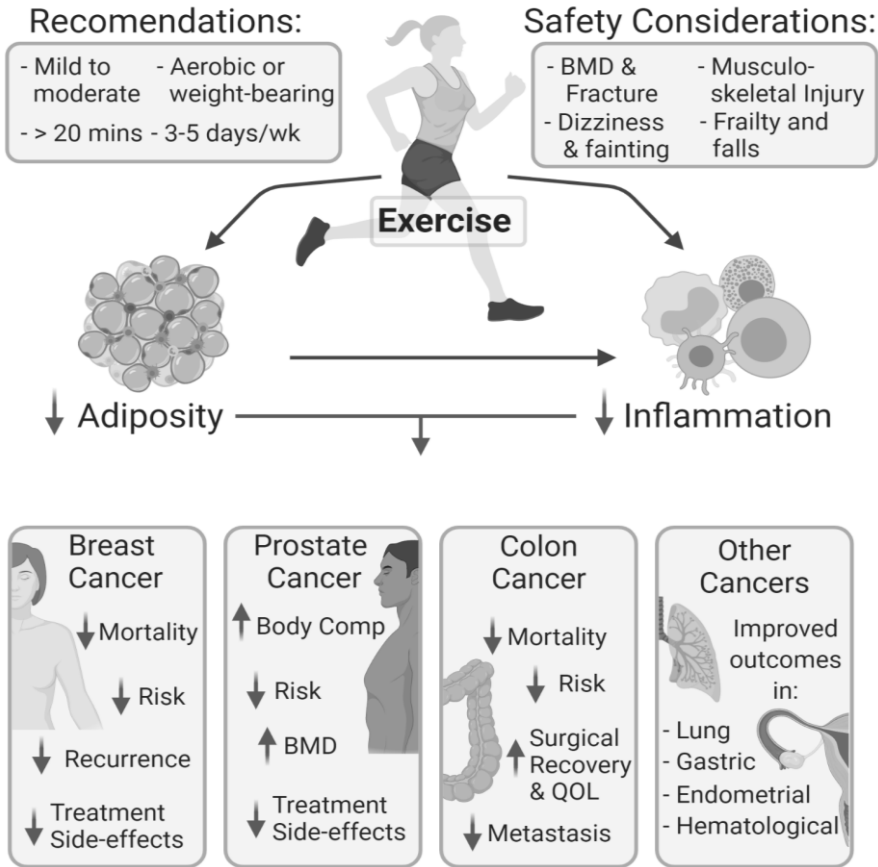 Recomendations:
- Mild to moderate
- Aerobic or weight-bearing
- > 20 mins
- 3-5 days/wk
Safety Considerations:
- BMD & Fracture
- Musculo-
skeletal Injury
- Dizziness & fainting
- Frailty and falls
Exercise
↓ Adiposity
↓ Inflammation
Breast
Cancer
↓ Mortality
↓ Risk
↓ Recurrence
↓ Treatment
Side-effects
Prostate
Cancer
↑ Body Comp
↓ Risk
↑ BMD
↓ Treatment
Side-effects
Colon
Cancer
↓ Mortality
↓ Risk
↑ Surgical
Recovery
& QOL
↓ Metastasis
Other
Cancers
Improved
outcomes
in:
- Lung
- Gastric
- Endometrial
- Hematological